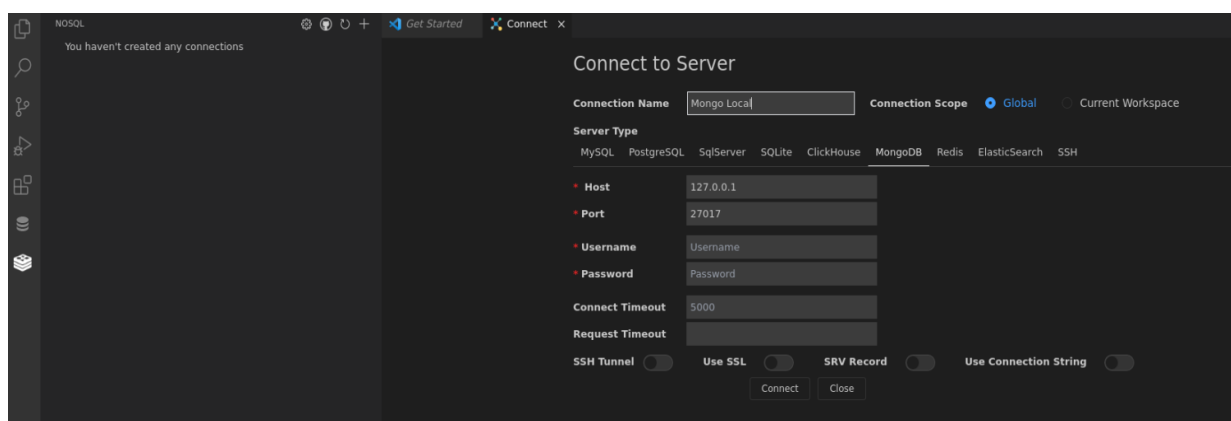 NOSQL
You haven't created any connections
Get Started
Connect
Connect to Server
Connection Name Mongo Local Connection Scope Global Current Workspace
Server Type
MySQL PostgreSQL SqlServer SQLite ClickHouse MongoDB Redis ElasticSearch SSH
* Host 127.0.0.1
* Port 27017
* Username Username
* Password Password
Connect Timeout 5000
Request Timeout
SSH Tunnel Use SSL SRV Record Use Connection String
Connect Close